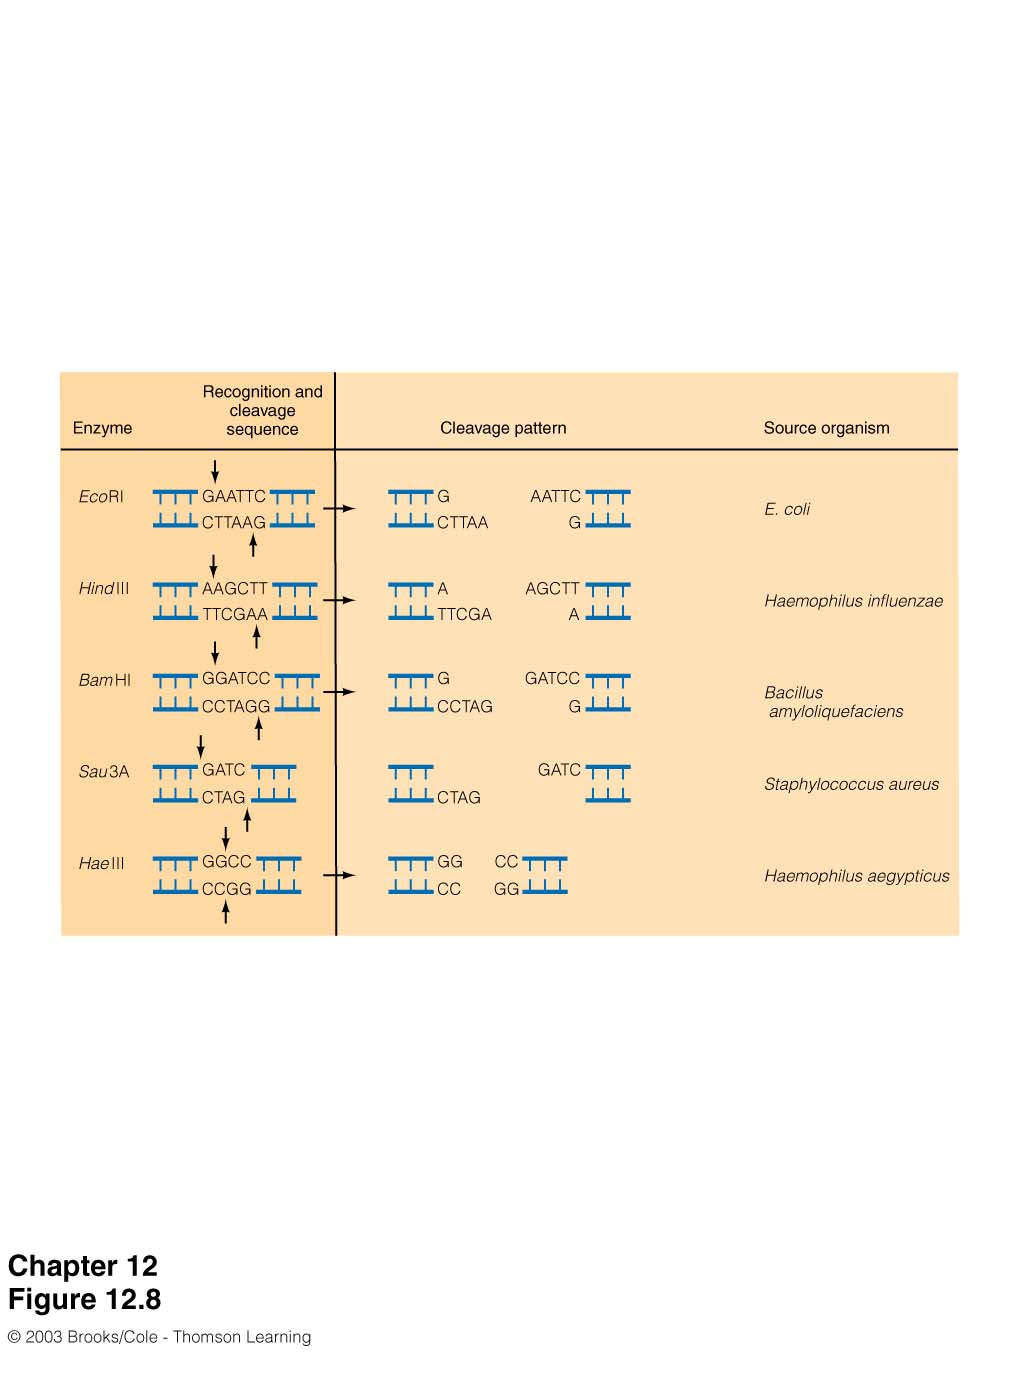 Recognition and
cleavage
Enzyme sequence Cleavage pattern Source organism
EcoRI GAATTC G AATTC
E. coli
CTTAAG CTTAA G
HindIII AAGCTT A AGCTT
Haemophilus influenzae
TTCGAA TTCGA A
BamHI GGATCC G GATCC
Bacillus
CCTAGG CCTAG G
amyloliquefaciens
Sau3A GATC GATC
Staphylococcus aureus
CTAG CTAG
HaeIII GGCC GG CC
Haemophilus aegypticus
CCGG CC GG
Chapter 12
Figure 12.8
© 2003 Brooks/Cole - Thomson Learning